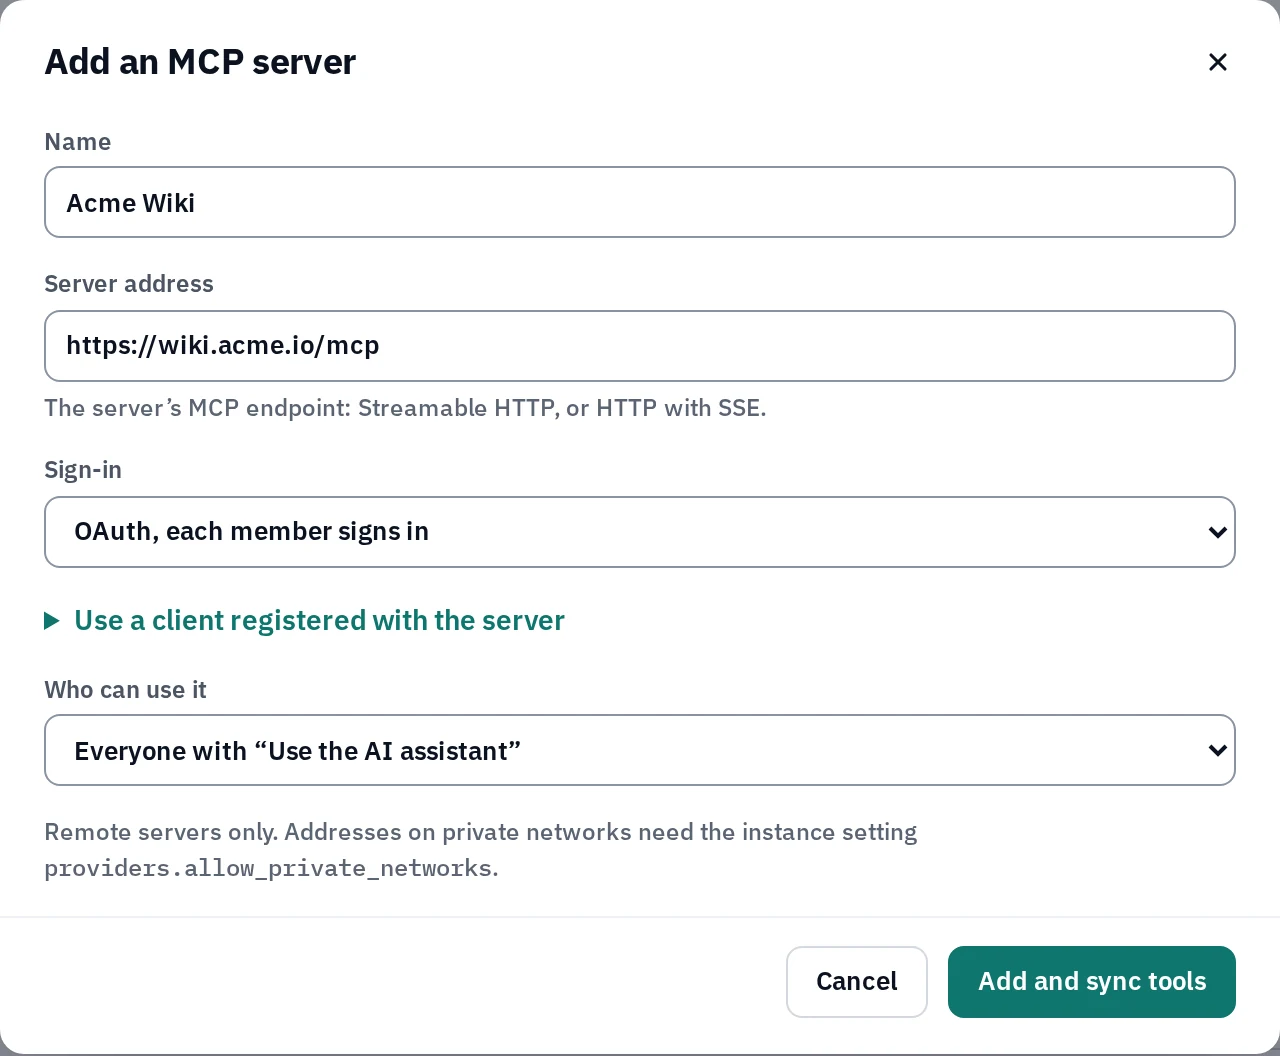 Add an MCP server
Name
Acme Wiki
Server address
https://wiki.acme.io/mcp
The server’s MCP endpoint: Streamable HTTP, or HTTP with SSE.
Sign-in
OAuth, each member signs in
Use a client registered with the server
Who can use it
Everyone with “Use the AI assistant”
Remote servers only. Addresses on private networks need the instance setting
providers.allow_private_networks.
Cancel
Add and sync tools